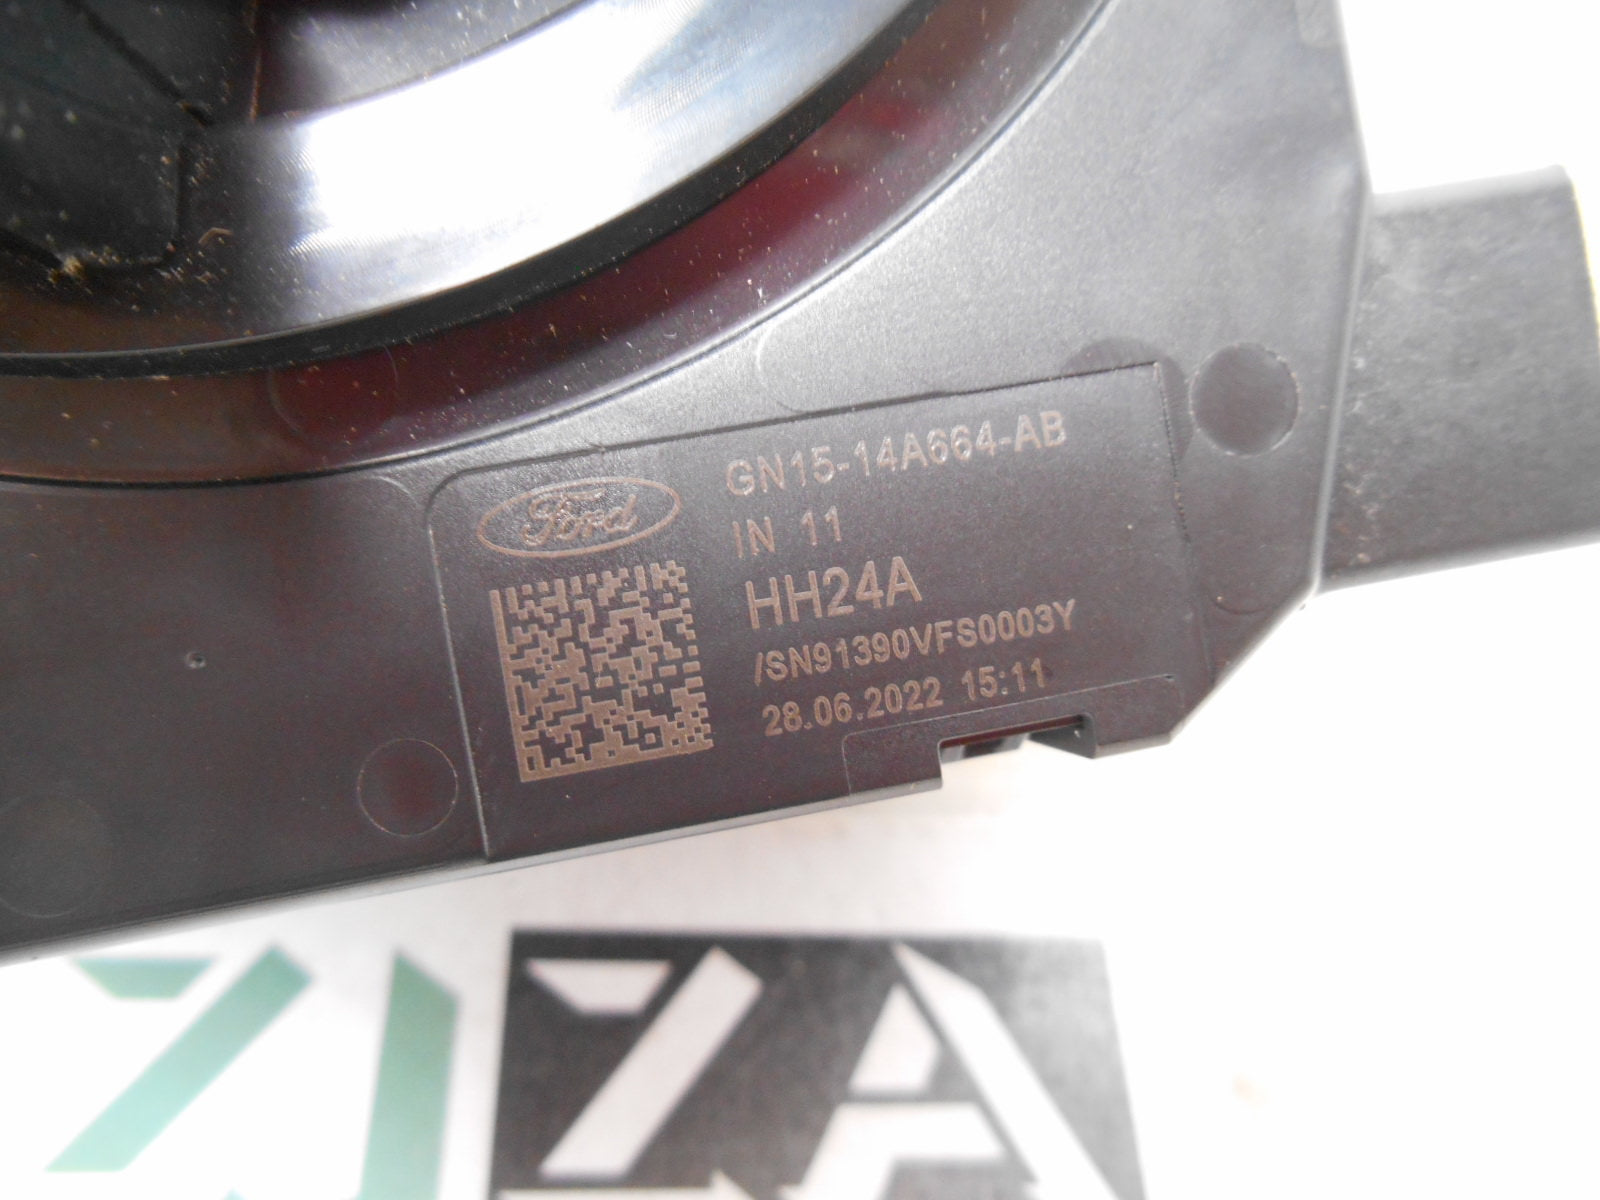 Ford
GN15-14A664-AB
IN 11
HH24A
/SN91390VFS0003Y
28.06.2022 15:11